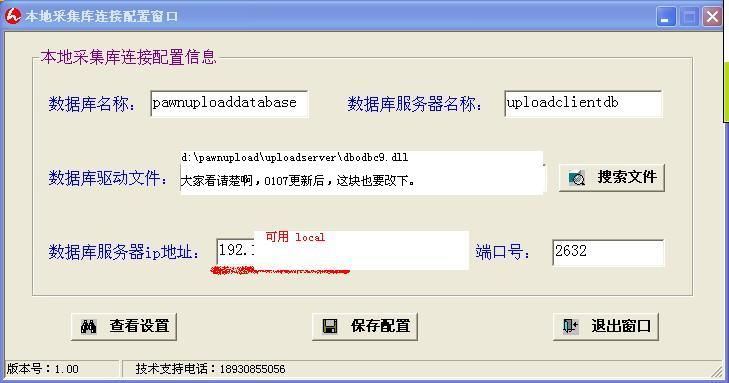 本地采集库连接配置窗口
本地采集库连接配置信息
数据库名称： pawnuploaddatabase 数据库服务器名称： uploadclientdb
d:\pawnupload\uploadserver\dbodbc9.dll
数据库驱动文件： 大家看请楚啊，0107更新后，这块也要改下。 搜索文件
可用 local
数据库服务器ip地址： 192. 端口号： 2632
查看设置 保存配置 退出窗口
版本号：1.00 技术支持电话：18930855056